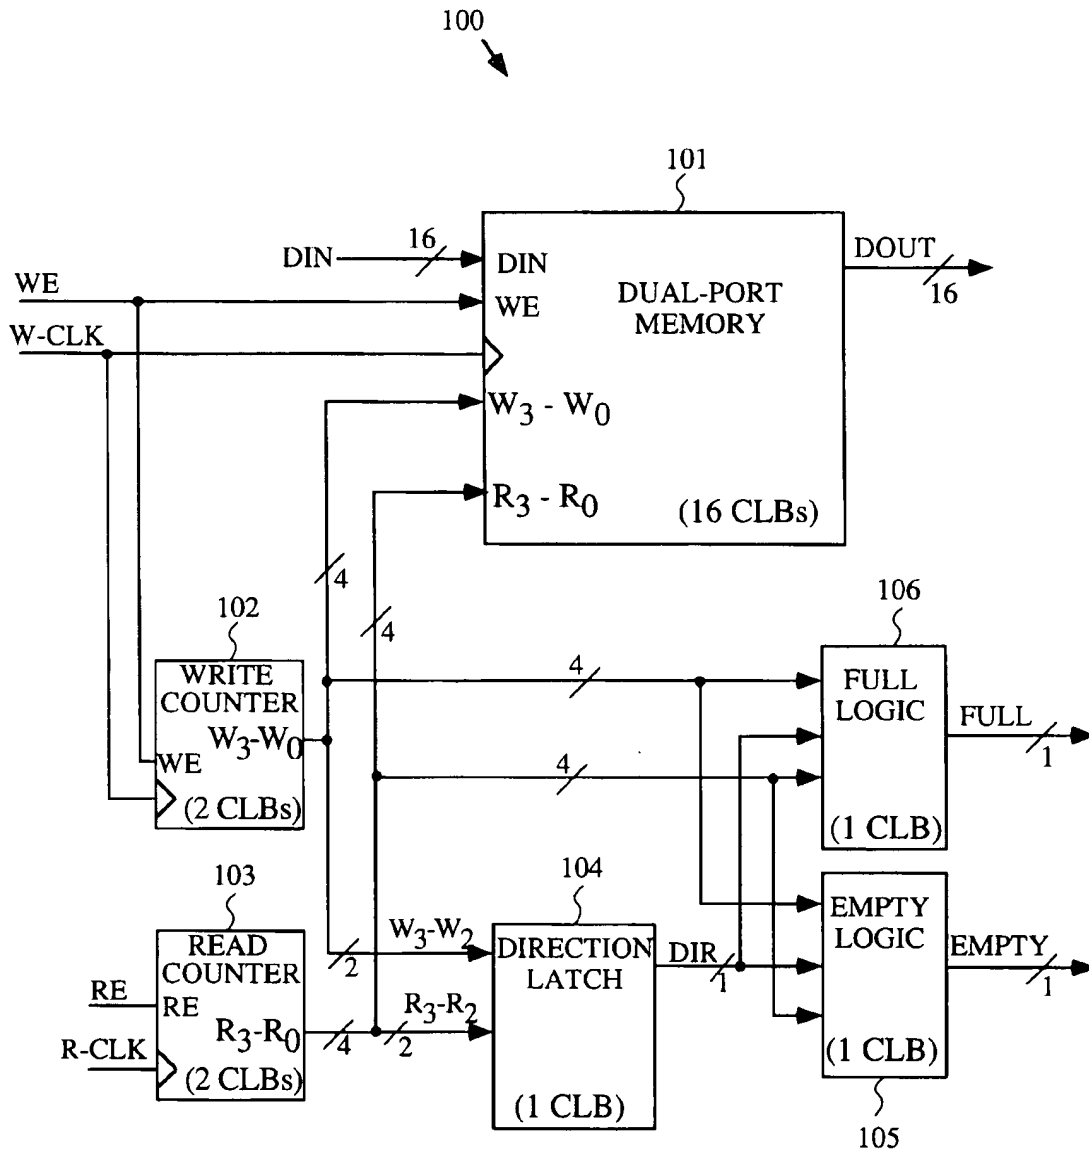 100
101
DIN 16 DIN
DOUT
16
WE
WE
DUAL-PORT
MEMORY
W-CLK
W3 - W0
R3 - R0
(16 CLBs)
4
4
102
WRITE
COUNTER
W3-W0
WE
(2 CLBs)
4
4
106
FULL
LOGIC
FULL
1
(1 CLB)
103
READ
COUNTER
RE
RE
R3-R0
R-CLK
(2 CLBs)
4
2
W3-W2
2
R3-R2
104
DIRECTION
LATCH
(1 CLB)
DIR
1
EMPTY
LOGIC
EMPTY
1
(1 CLB)
105